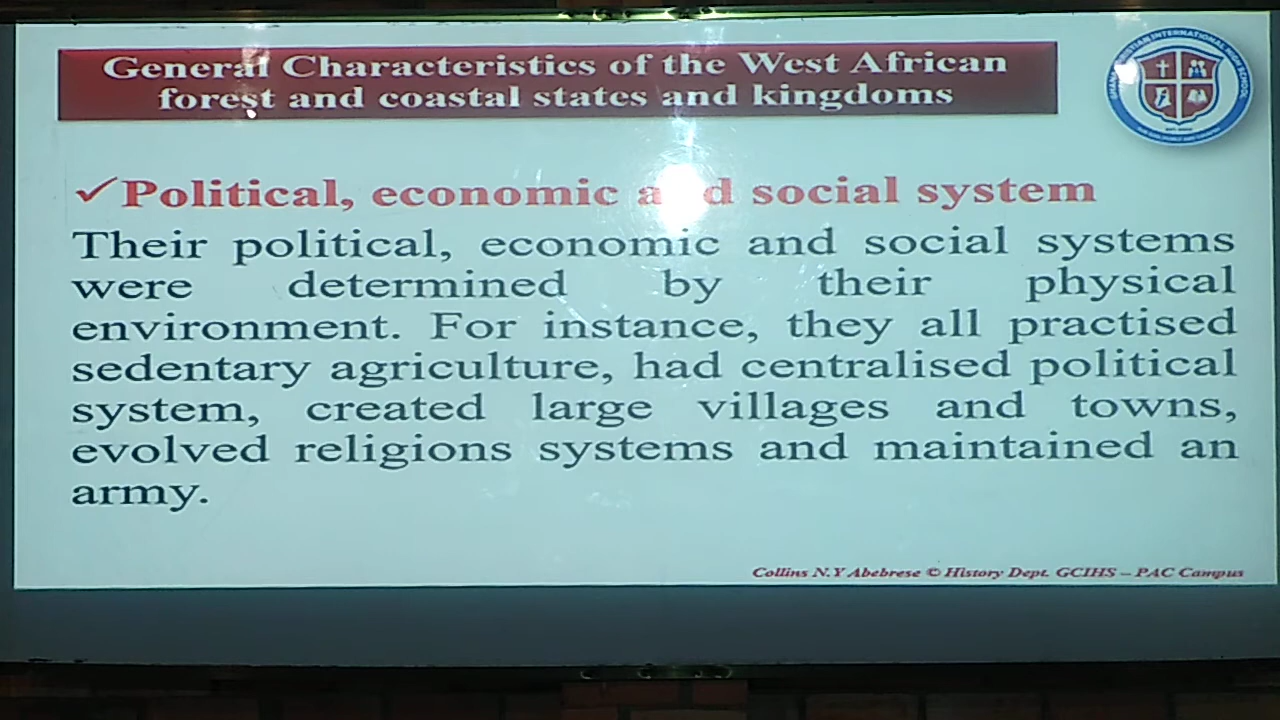 General Characteristics of the West African
forest and coastal states and kingdoms
✓Political, economic and social system
Their political, economic and social systems
were determined by their physical
environment. For instance, they all practised
sedentary agriculture, had centralised political
system, created large villages and towns,
evolved religions systems and maintained an
army.
Collins N.Y Abebrese © History Dept. GCIHS – PAC Campus